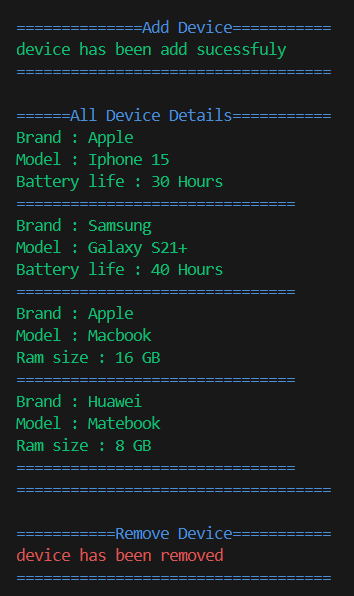 ==============Add Device===========
device has been add sucessfuly
===================================
======All Device Details===========
Brand : Apple
Model : Iphone 15
Battery life : 30 Hours
===============================
Brand : Samsung
Model : Galaxy S21+
Battery life : 40 Hours
===============================
Brand : Apple
Model : Macbook
Ram size : 16 GB
===============================
Brand : Huawei
Model : Matebook
Ram size : 8 GB
===============================
===================================
===========Remove Device===========
device has been removed
===================================